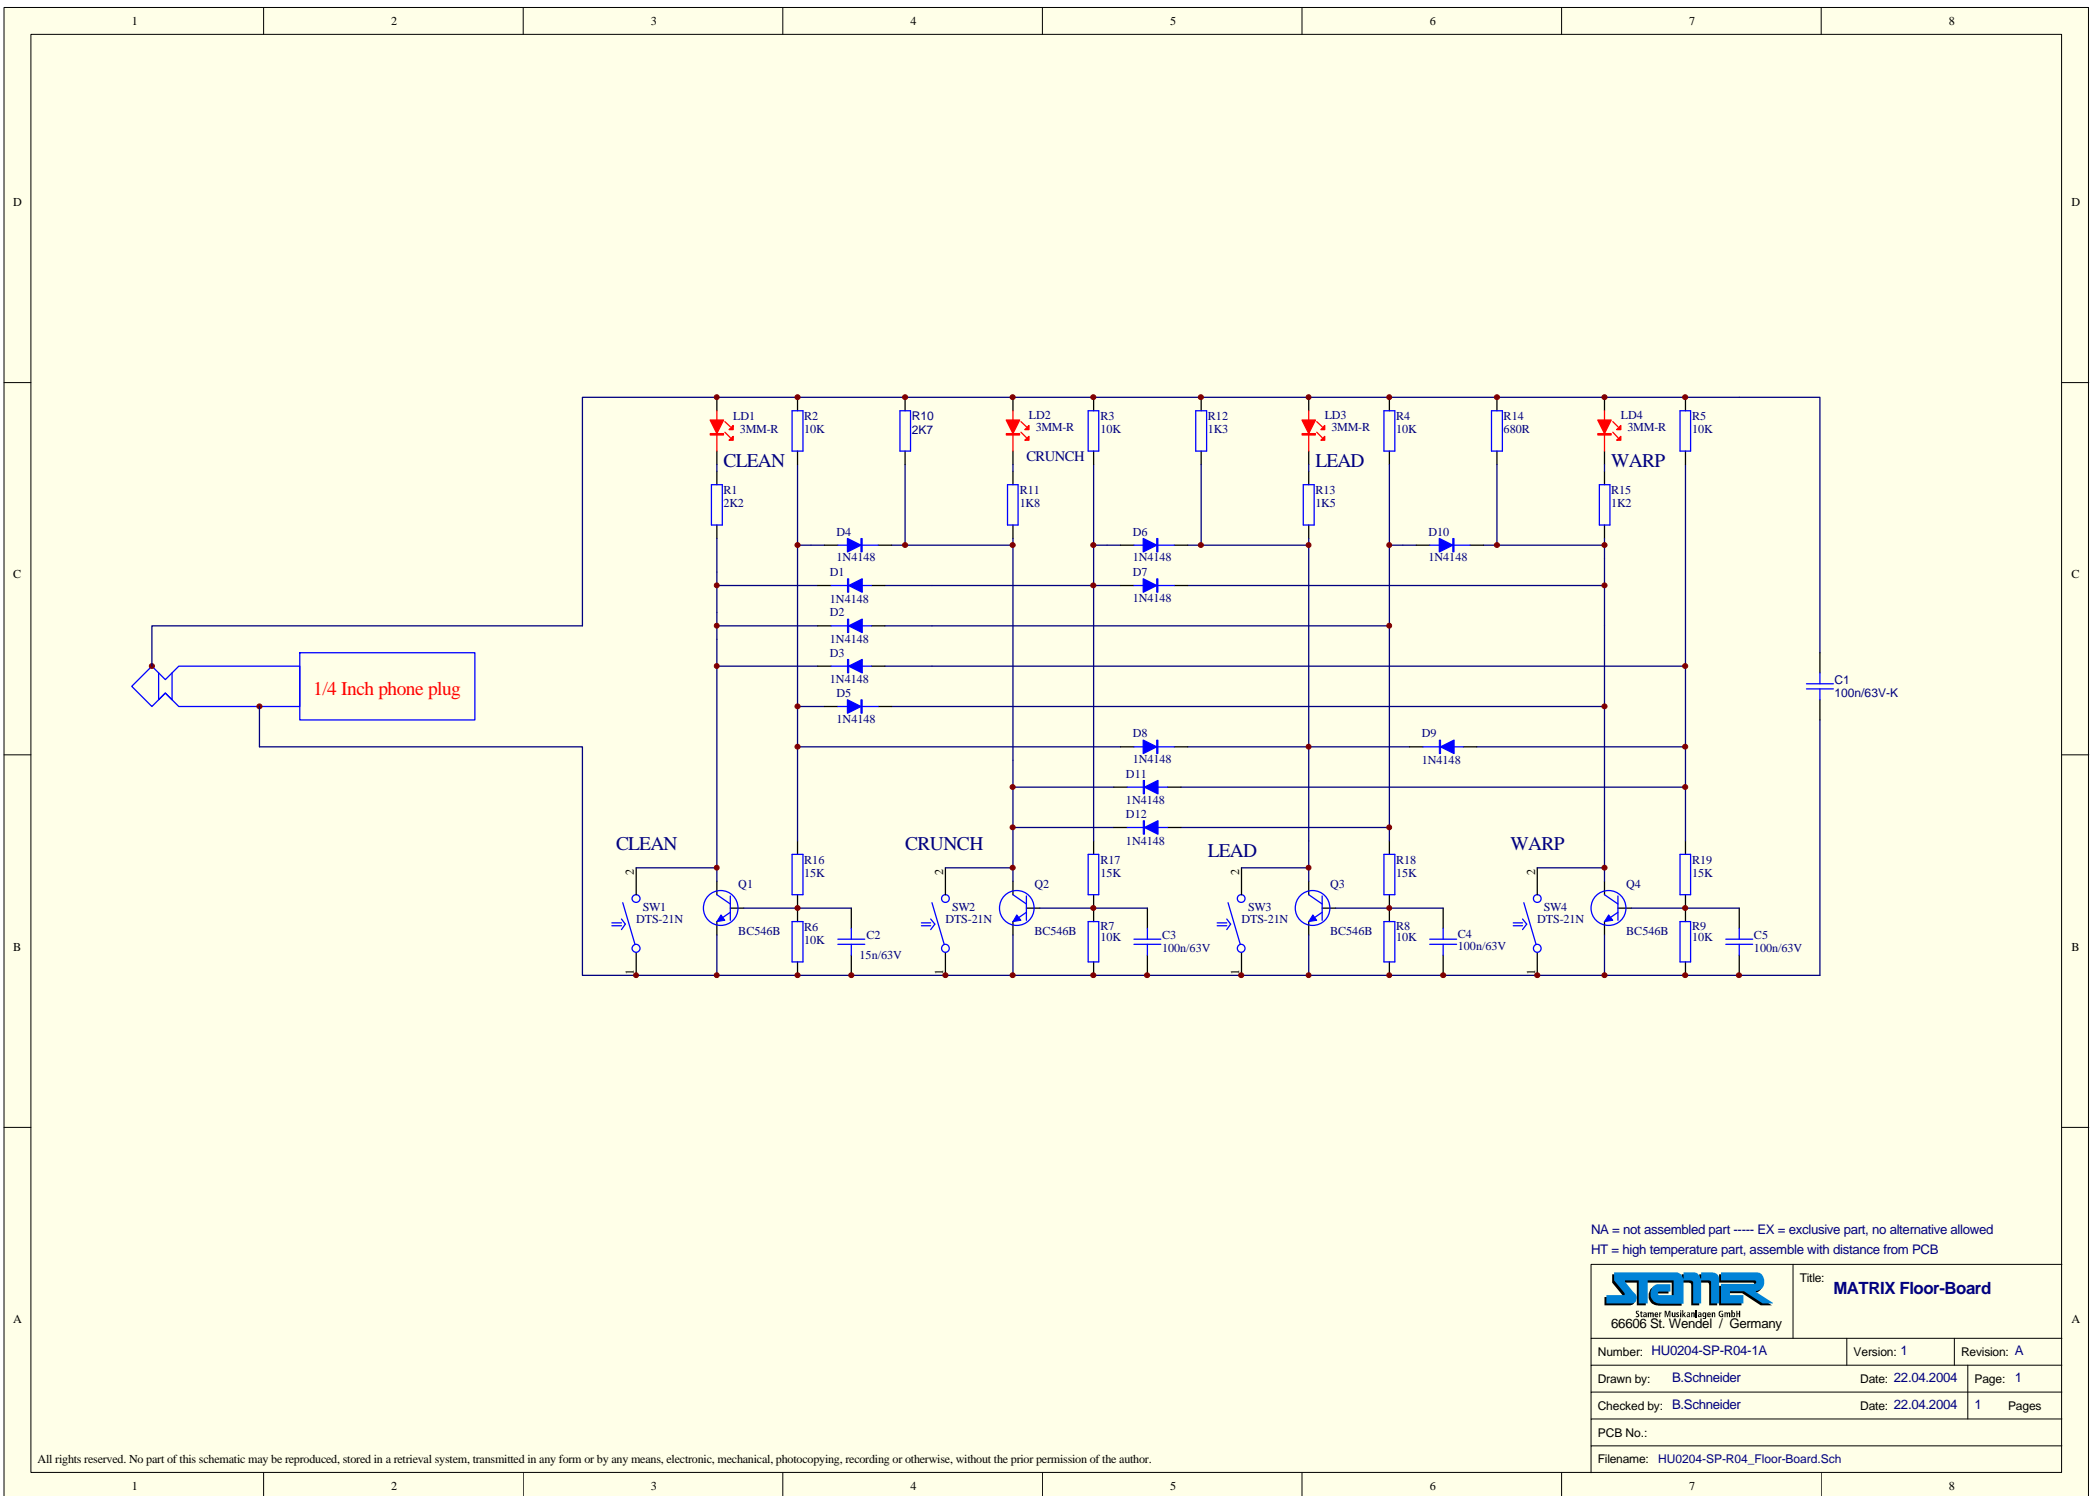 1 2 3 4 5 6 7 8
D D
LD1 R2 R10 LD2 R3 R12 LD3 R4 R14 LD4 R5
3MM-R 10K 2K7 3MM-R 10K 1K3 3MM-R 10K 680R 3MM-R 10K
CLEAN CRUNCH LEAD WARP
R1 R11 R13 R15
2K2 1K8 1K5 1K2
D4 D6 D10
1N4148 1N4148 1N4148
C C
D1 D7
1N4148 1N4148
D2
1N4148
D3
1N4148
1/4 Inch phone plug
C1
100n/63V-K
D5
1N4148
D8 D9
1N4148 1N4148
D11
1N4148
D12
1N4148
CLEAN CRUNCH LEAD WARP
R16 R17 R18 R19
15K 15K 15K 15K
2 2 2 2
Q1 Q2 Q3 Q4
SW1 SW2 SW3 SW4
DTS-21N DTS-21N DTS-21N DTS-21N
BC546B BC546B BC546B BC546B
R6 R7 R8 R9
10K 10K 10K 10K
C2 C3 C4 C5
15n/63V 100n/63V 100n/63V 100n/63V
B B
1 1 1 1
NA = not assembled part ----- EX = exclusive part, no alternative allowed
HT = high temperature part, assemble with distance from PCB
STAMER
Stamer Musikanlagen GmbH
66606 St. Wendel / Germany
Title: MATRIX Floor-Board
A A
Number: HU0204-SP-R04-1A Version: 1 Revision: A
Drawn by: B.Schneider Date: 22.04.2004 Page: 1
Checked by: B.Schneider Date: 22.04.2004 1 Pages
PCB No.:
Filename: HU0204-SP-R04_Floor-Board.Sch
All rights reserved. No part of this schematic may be reproduced, stored in a retrieval system, transmitted in any form or by any means, electronic, mechanical, photocopying, recording or otherwise, without the prior permission of the author.
1 2 3 4 5 6 7 8